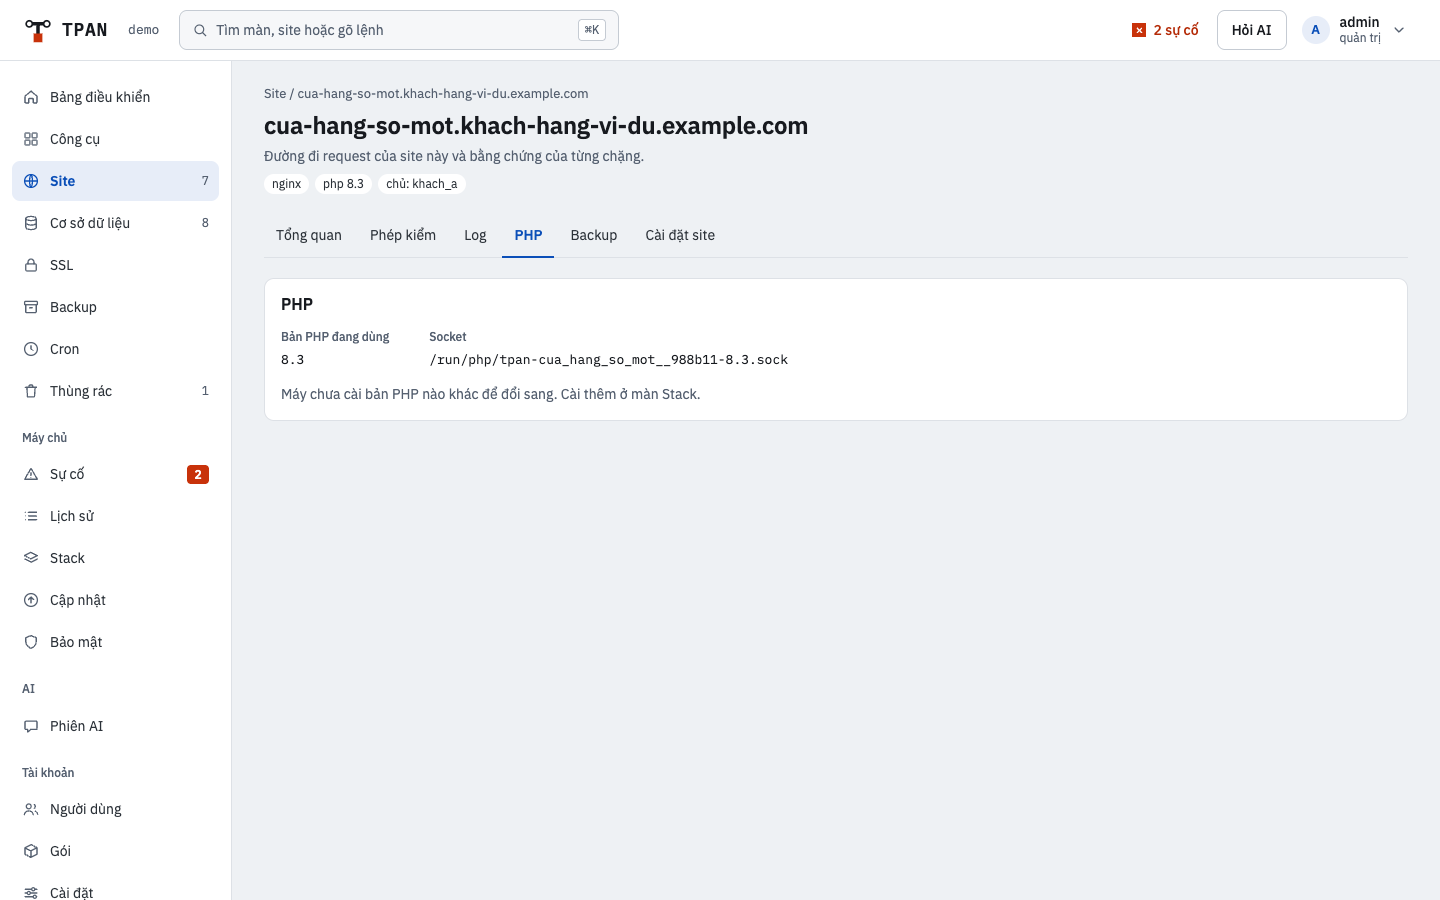 TPAN demo
Tìm màn, site hoặc gõ lệnh ⌘K
2 sự cố
Hỏi AI
A
admin
quản trị
Bảng điều khiển
Công cụ
Site 7
Cơ sở dữ liệu 8
SSL
Backup
Cron
Thùng rác 1
Máy chủ
Sự cố 2
Lịch sử
Stack
Cập nhật
Bảo mật
AI
Phiên AI
Tài khoản
Người dùng
Gói
Cài đặt
Site / cua-hang-so-mot.khach-hang-vi-du.example.com
cua-hang-so-mot.khach-hang-vi-du.example.com
Đường đi request của site này và bằng chứng của từng chặng.
nginx php 8.3 chủ: khach_a
Tổng quan Phép kiểm Log PHP Backup Cài đặt site
PHP
Bản PHP đang dùng Socket
8.3 /run/php/tpan-cua_hang_so_mot__988b11-8.3.sock
Máy chưa cài bản PHP nào khác để đổi sang. Cài thêm ở màn Stack.